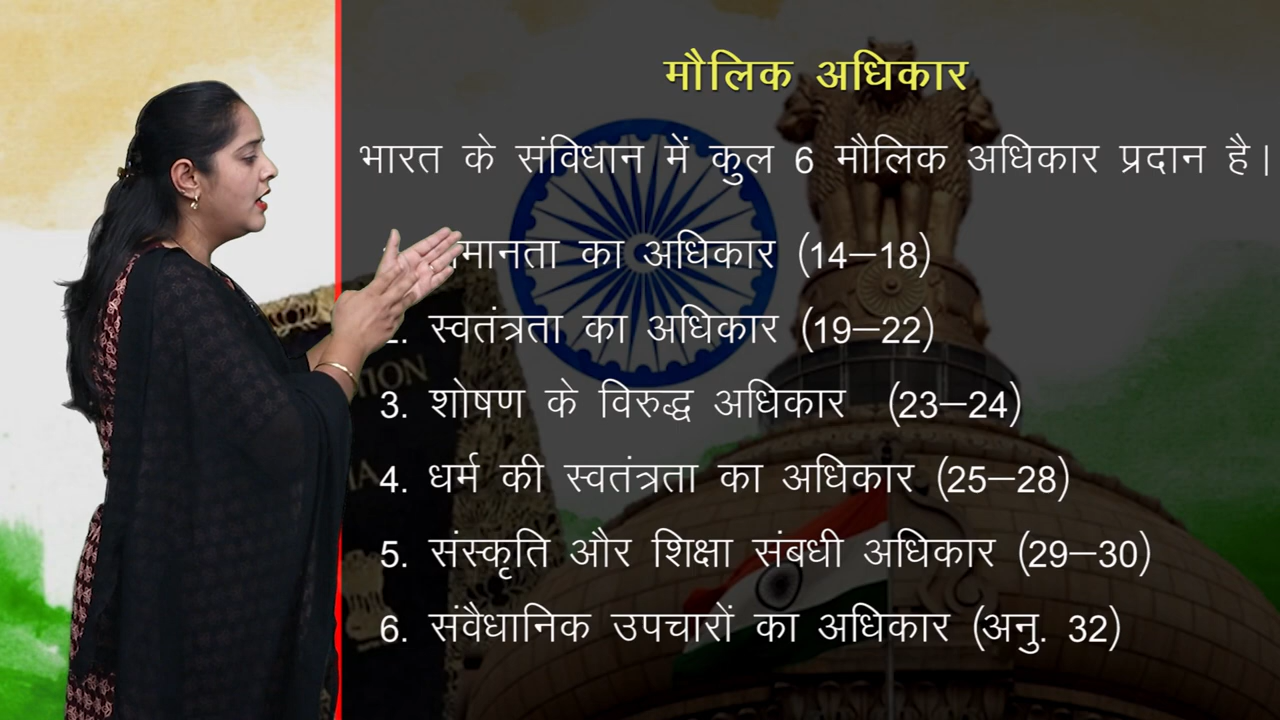 मौलिक अधिकार
भारत के संविधान में कुल 6 मौलिक अधिकार प्रदान है।
का अधिकार (14–18)
स्वतंत्रता का अधिकार (19–22)
3. शोषण के विरुद्ध अधिकार (23–24)
4. धर्म की स्वतंत्रता का अधिकार (25–28)
5. संस्कृति और शिक्षा संबधी अधिकार (29–30)
6. संवैधानिक उपचारों का अधिकार (अनु. 32)